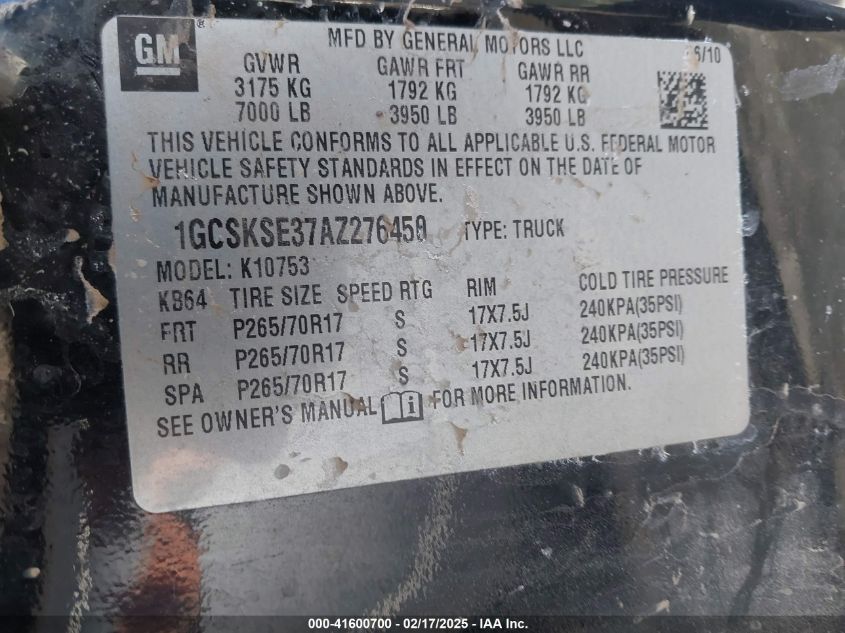 GM
MFD BY GENERAL MOTORS LLC 6/10
GVWR GAWR FRT GAWR RR
3175 KG 1792 KG 1792 KG
7000 LB 3950 LB 3950 LB
THIS VEHICLE CONFORMS TO ALL APPLICABLE U.S. FEDERAL MOTOR
VEHICLE SAFETY STANDARDS IN EFFECT ON THE DATE OF
MANUFACTURE SHOWN ABOVE.
1GCSKSE37AZ276450 TYPE: TRUCK
MODEL: K10753
KB64 TIRE SIZE SPEED RTG RIM COLD TIRE PRESSURE
FRT P265/70R17 S 17X7.5J 240KPA(35PSI)
RR P265/70R17 S 17X7.5J 240KPA(35PSI)
SPA P265/70R17 S 17X7.5J 240KPA(35PSI)
SEE OWNER'S MANUAL FOR MORE INFORMATION.
000-41600700 - 02/17/2025 - IAA Inc.